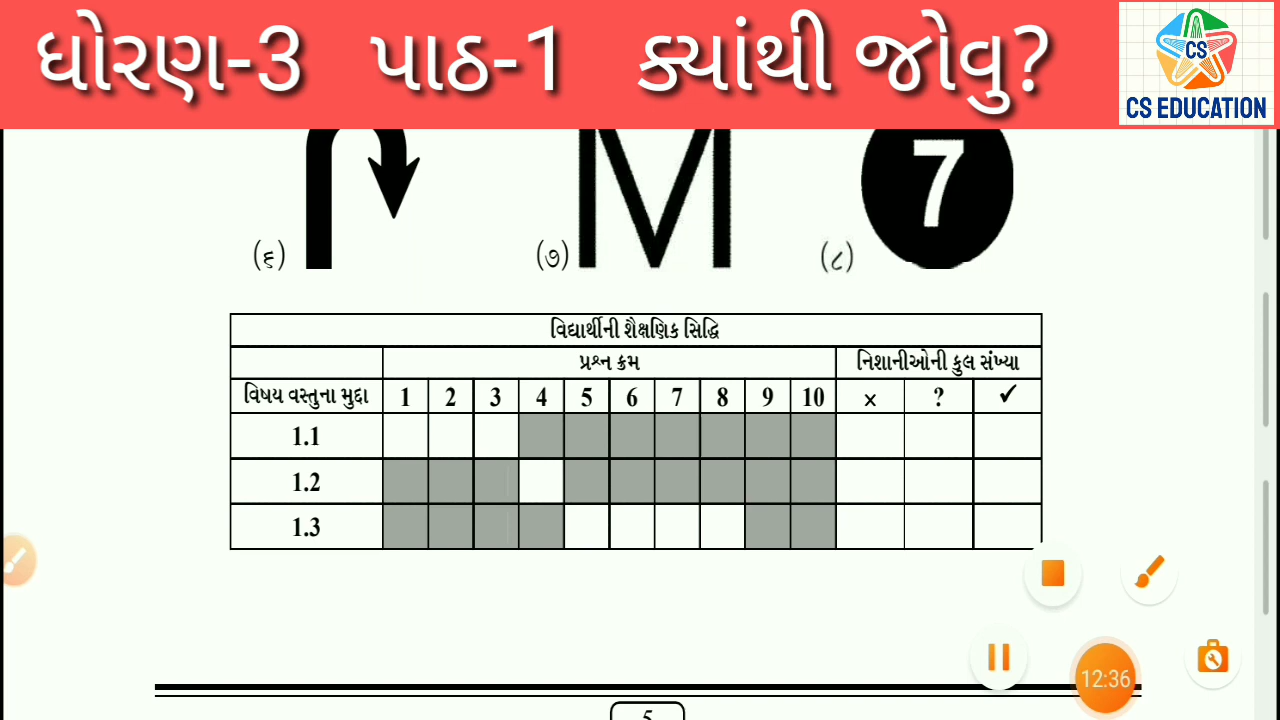 ધોરણ-3 પાઠ-1 ક્યાંથી જોવુ?
CS
CS EDUCATION
M
7
(૬) (૭) (૮)
વિદ્યાર્થીની શૈક્ષણિક સિદ્ધિ
પ્રશ્ન ક્રમ નિશાનીઓની કુલ સંખ્યા
વિષય વસ્તુના મુદ્દા 1 2 3 4 5 6 7 8 9 10 × ? ✓
1.1
1.2
1.3
12:36
5